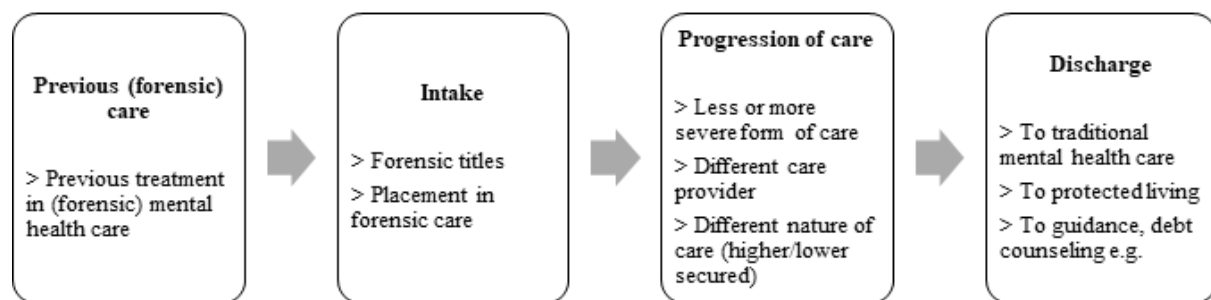 Previous (forensic)
care
> Previous treatment
in (forensic) mental
health care
Intake
> Forensic titles
> Placement in
forensic care
Progression of care
> Less or more
severe form of care
> Different care
provider
> Different nature of
care (higher/lower
secured)
Discharge
> To traditional
mental health care
> To protected living
> To guidance, debt
counseling e.g.